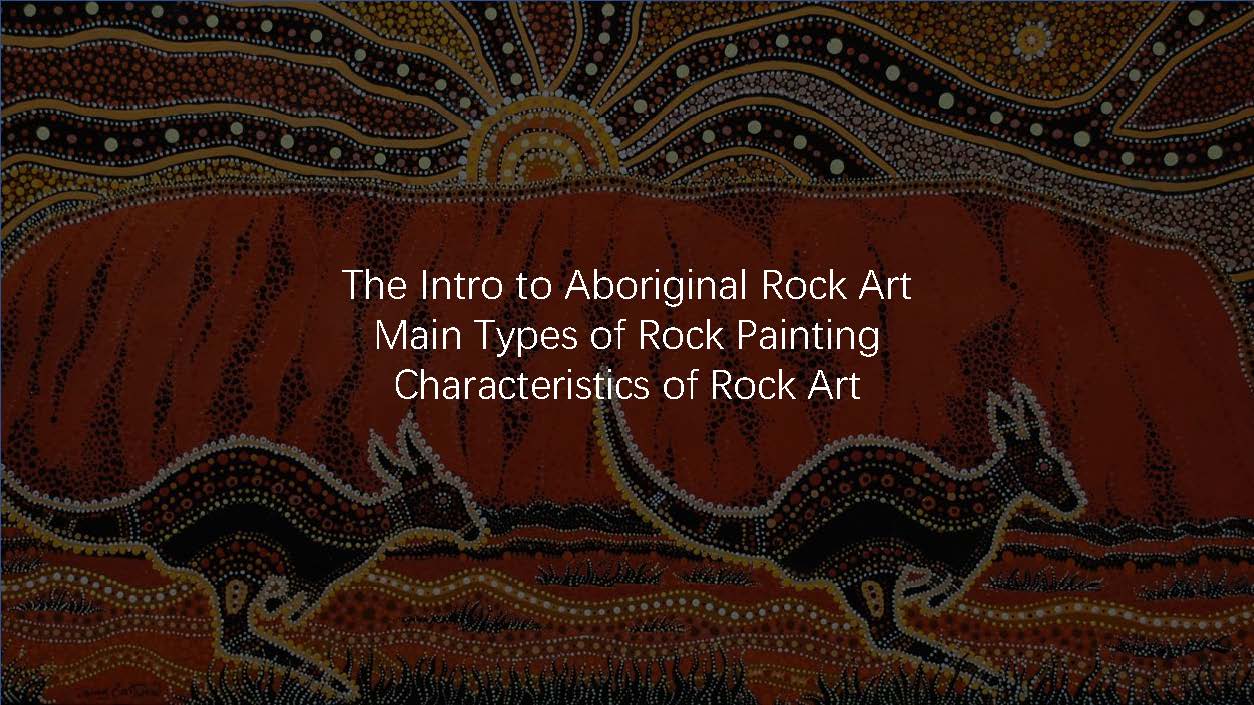 The Intro to Aboriginal Rock Art
Main Types of Rock Painting
Characteristics of Rock Art